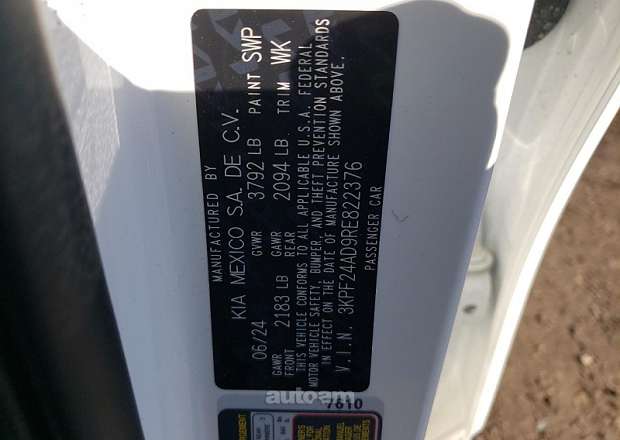 MANUFACTURED BY
KIA MEXICO S.A. DE C.V.
06/24 GVWR 3792 LB PAINT SWP
GAWR FRONT 2183 LB GAWR REAR 2094 LB TRIM WK
THIS VEHICLE CONFORMS TO ALL APPLICABLE U.S.A. FEDERAL
MOTOR VEHICLE SAFETY, BUMPER, AND THEFT PREVENTION STANDARDS
IN EFFECT ON THE DATE OF MANUFACTURE SHOWN ABOVE.
V.I.N. 3KPF24AD9RE822376
PASSENGER CAR
autoam
7610